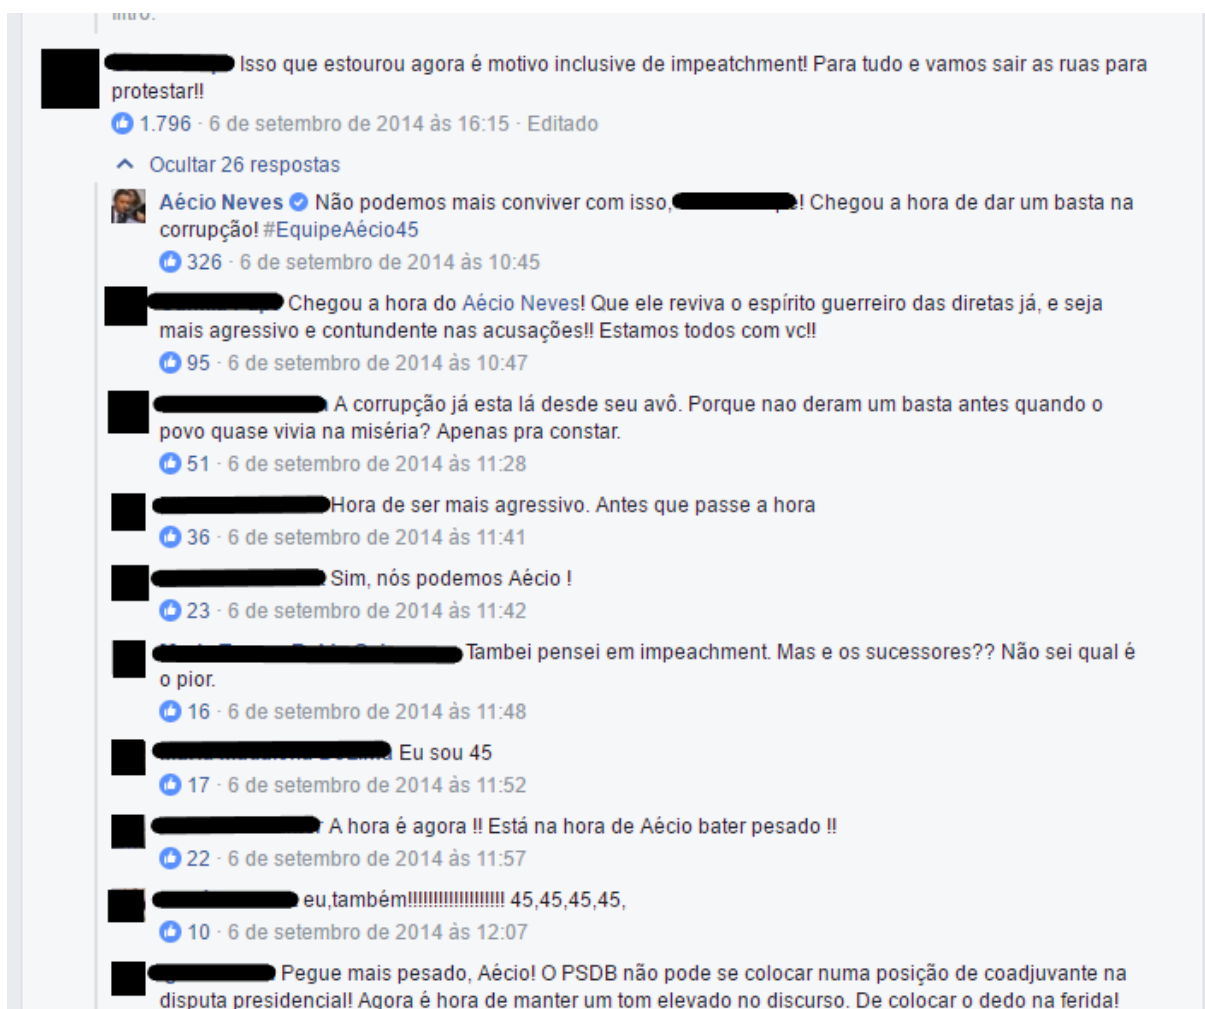 Isso que estourou agora é motivo inclusive de impeatchment! Para tudo e vamos sair as ruas para
protestar!!
1.796 · 6 de setembro de 2014 às 16:15 · Editado
Ocultar 26 respostas
Aécio Neves Não podemos mais conviver com isso, ! Chegou a hora de dar um basta na
corrupção! #EquipeAécio45
326 · 6 de setembro de 2014 às 10:45
Chegou a hora do Aécio Neves! Que ele reviva o espírito guerreiro das diretas já, e seja
mais agressivo e contundente nas acusações!! Estamos todos com vc!!
95 · 6 de setembro de 2014 às 10:47
A corrupção já esta lá desde seu avô. Porque nao deram um basta antes quando o
povo quase vivia na miséria? Apenas pra constar.
51 · 6 de setembro de 2014 às 11:28
Hora de ser mais agressivo. Antes que passe a hora
36 · 6 de setembro de 2014 às 11:41
Sim, nós podemos Aécio !
23 · 6 de setembro de 2014 às 11:42
Tambei pensei em impeachment. Mas e os sucessores?? Não sei qual é
o pior.
16 · 6 de setembro de 2014 às 11:48
Eu sou 45
17 · 6 de setembro de 2014 às 11:52
A hora é agora !! Está na hora de Aécio bater pesado !!
22 · 6 de setembro de 2014 às 11:57
eu,também!!!!!!!!!!!!!!!!!!! 45,45,45,45,
10 · 6 de setembro de 2014 às 12:07
Pegue mais pesado, Aécio! O PSDB não pode se colocar numa posição de coadjuvante na
disputa presidencial! Agora é hora de manter um tom elevado no discurso. De colocar o dedo na ferida!